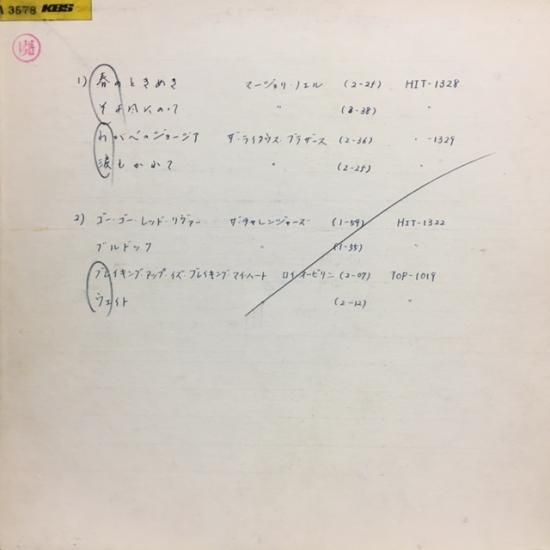 A 3578 KBS
1) 春のときめき マージョリ・ノエル (2-25) HIT-1328
そよ風にのって 〃 (2-38) 〃
わが心のジョージア ザ・ライチャス・ブラザース (2-36) 〃 -1329
涙もかれて 〃 (2-25) 〃
2) ゴー・ゴー・レッド・リヴァー ザ・チャレンジャーズ (1-59) HIT-1322
ブルドック 〃 (1-35) 〃
ブレイキング アップ・イズ・ブレイキング マイ・ハート ロイ・オービソン (2-07) TOP-1019
ウェイト 〃 (2-12) 〃